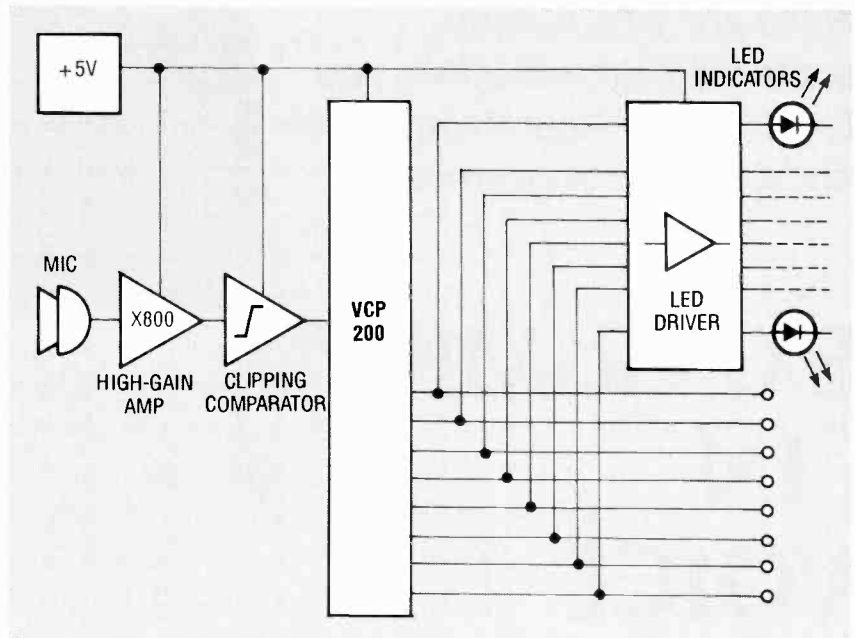 +5V
LED
INDICATORS
MIC
X800
HIGH-GAIN
AMP
CLIPPING
COMPARATOR
VCP
200
LED
DRIVER